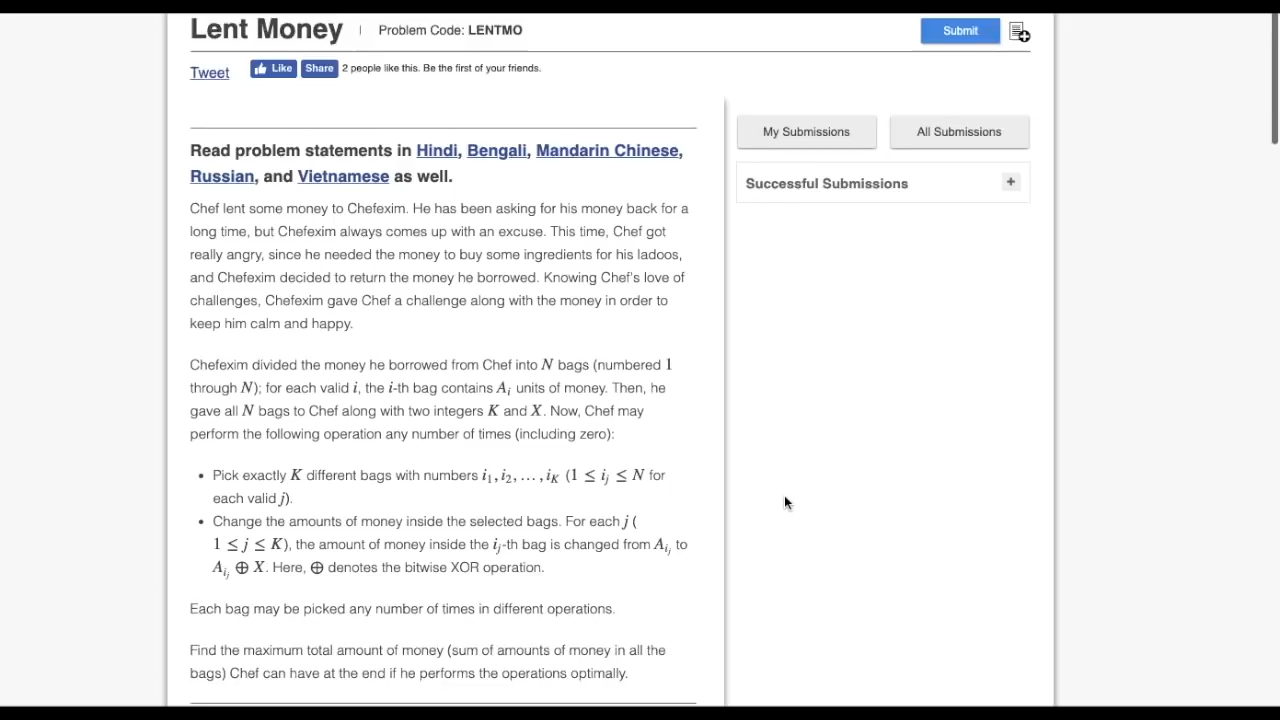 Lent Money
Problem Code: LENTMO
Submit
Tweet
Like
Share
2 people like this. Be the first of your friends.
My Submissions
All Submissions
Successful Submissions
+
Read problem statements in Hindi, Bengali, Mandarin Chinese,
Russian, and Vietnamese as well.
Chef lent some money to Chefexim. He has been asking for his money back for a
long time, but Chefexim always comes up with an excuse. This time, Chef got
really angry, since he needed the money to buy some ingredients for his ladoos,
and Chefexim decided to return the money he borrowed. Knowing Chef's love of
challenges, Chefexim gave Chef a challenge along with the money in order to
keep him calm and happy.
Chefexim divided the money he borrowed from Chef into N bags (numbered 1
through N); for each valid i, the i-th bag contains A_i units of money. Then, he
gave all N bags to Chef along with two integers K and X. Now, Chef may
perform the following operation any number of times (including zero):
• Pick exactly K different bags with numbers i_1, i_2, …, i_K (1 ≤ i_j ≤ N for
each valid j).
• Change the amounts of money inside the selected bags. For each j (
1 ≤ j ≤ K), the amount of money inside the i_j-th bag is changed from A_{i_j} to
A_{i_j} ⊕ X. Here, ⊕ denotes the bitwise XOR operation.
Each bag may be picked any number of times in different operations.
Find the maximum total amount of money (sum of amounts of money in all the
bags) Chef can have at the end if he performs the operations optimally.